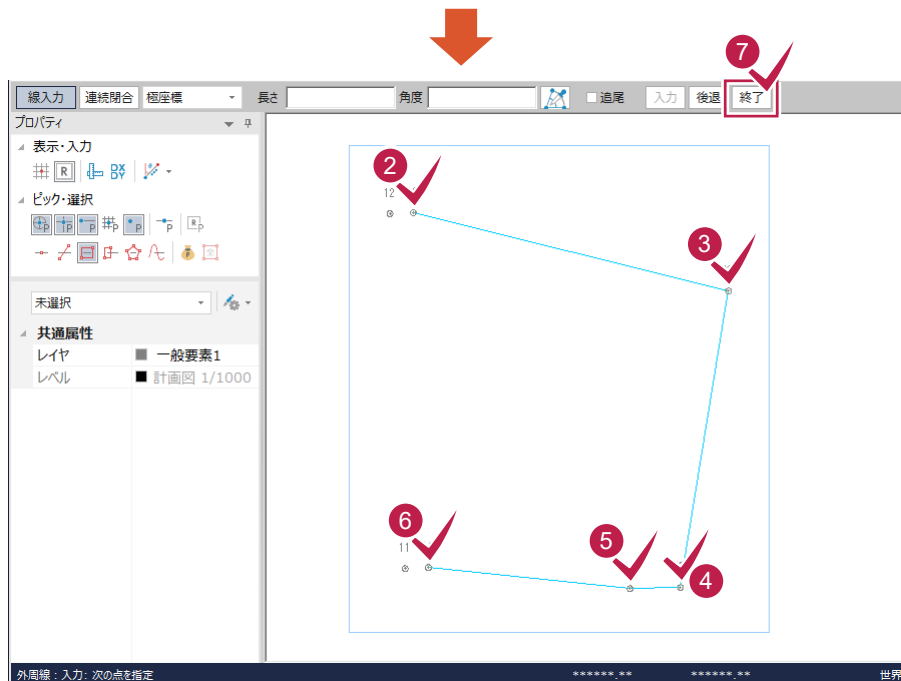 7
線入力 連続閉合 極座標 長さ 角度 追尾 入力 後退 終了
プロパティ
表示・入力
R
ピック・選択
未選択
共通属性
レイヤ 一般要素1
レベル 計画図 1/1000
2
12
3
6
11
5
4
外周線 : 入力: 次の点を指定 ******.** ******.** 世界